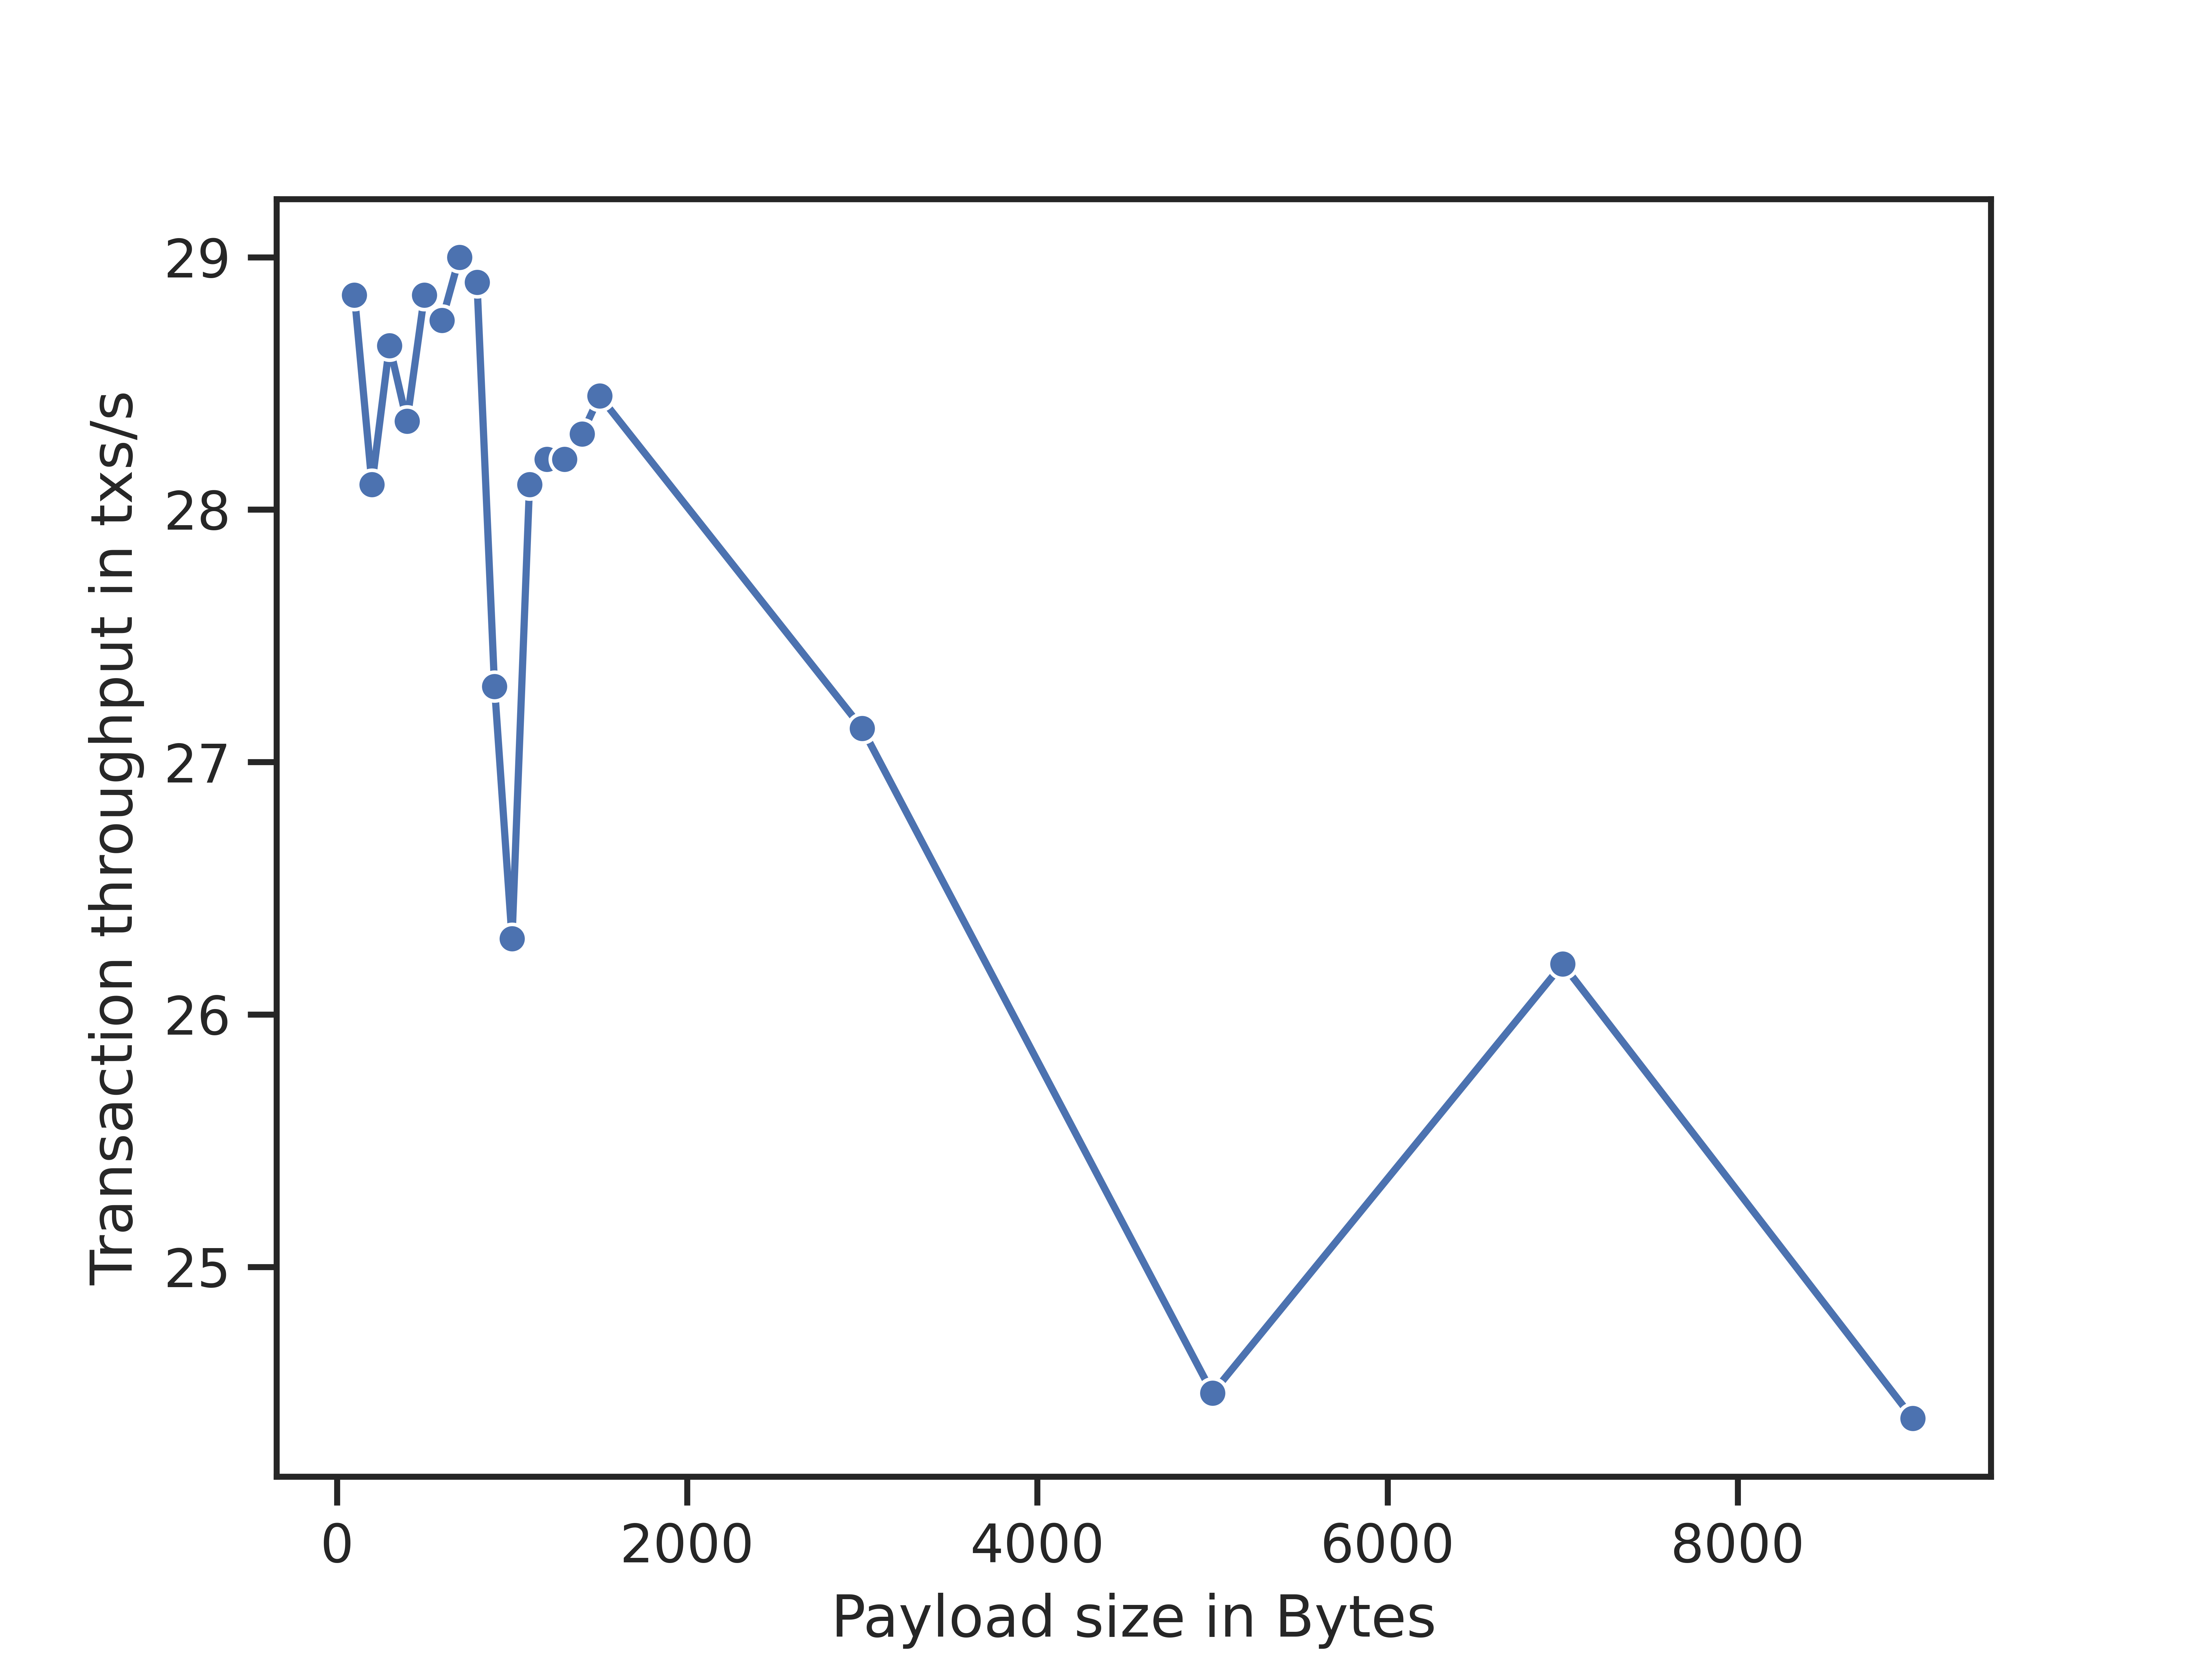 29
28
27
26
25
Transaction throughput in txs/s
0 2000 4000 6000 8000
Payload size in Bytes